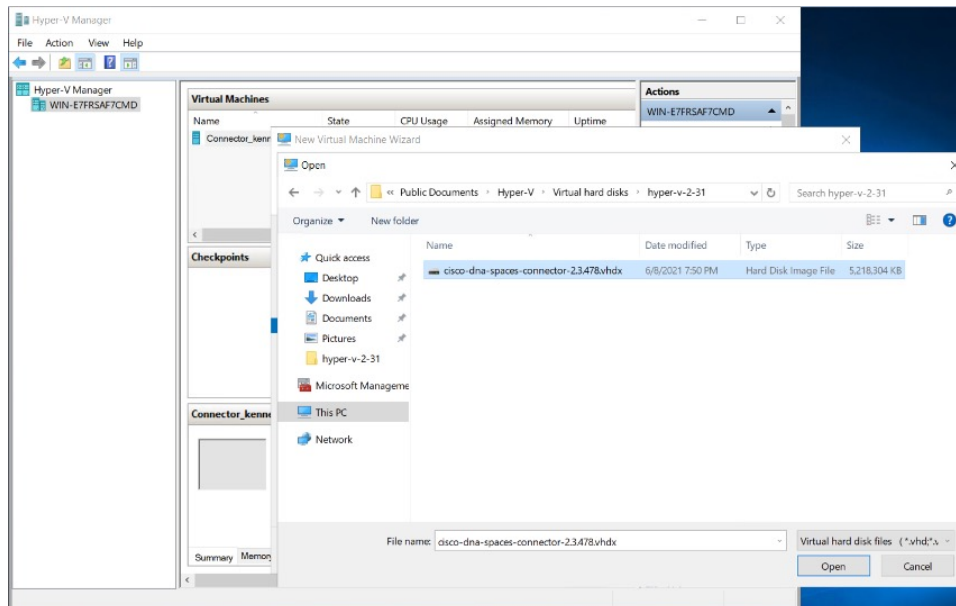 Hyper-V Manager
File Action View Help
Hyper-V Manager
WIN-E7FRSAF7CMD
Virtual Machines
Name State CPU Usage Assigned Memory Uptime
Connector_kenn
Actions
WIN-E7FRSAF7CMD
New Virtual Machine Wizard
Open
« Public Documents › Hyper-V › Virtual hard disks › hyper-v-2-31
Search hyper-v-2-31
Organize New folder
Name Date modified Type Size
cisco-dna-spaces-connector-2.3.478.vhdx 6/8/2021 7:50 PM Hard Disk Image File 5,218,304 KB
Quick access
Desktop
Downloads
Documents
Pictures
hyper-v-2-31
Microsoft Manageme
This PC
Network
Checkpoints
Connector_kenne
Summary Memory
File name: cisco-dna-spaces-connector-2.3.478.vhdx
Virtual hard disk files (*.vhd;*.v
Open Cancel